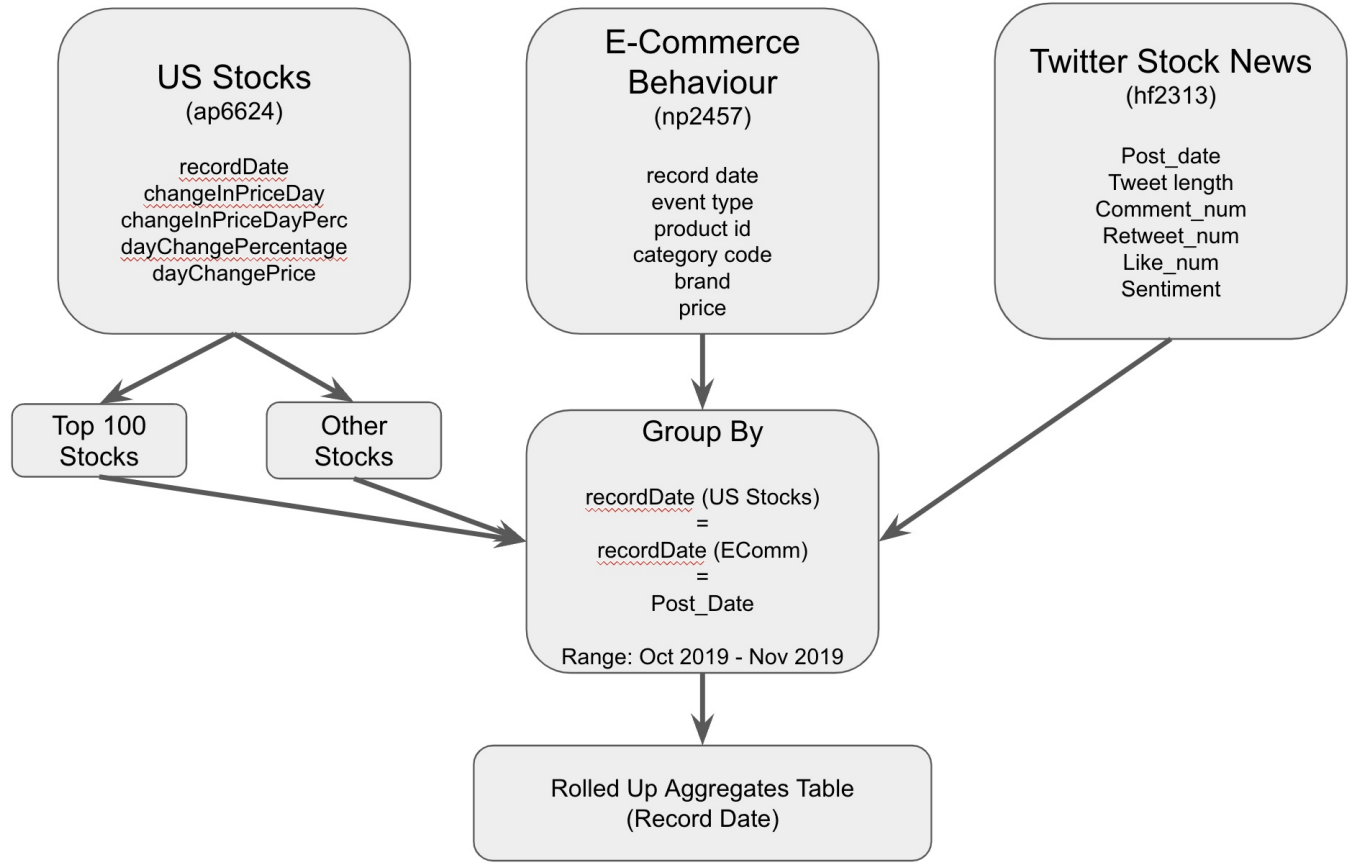 US Stocks
(ap6624)
recordDate
changeInPriceDay
changeInPriceDayPerc
dayChangePercentage
dayChangePrice
E-Commerce
Behaviour
(np2457)
record date
event type
product id
category code
brand
price
Twitter Stock News
(hf2313)
Post_date
Tweet length
Comment_num
Retweet_num
Like_num
Sentiment
Top 100
Stocks
Other
Stocks
Group By
recordDate (US Stocks)
=
recordDate (EComm)
=
Post_Date
Range: Oct 2019 - Nov 2019
Rolled Up Aggregates Table
(Record Date)